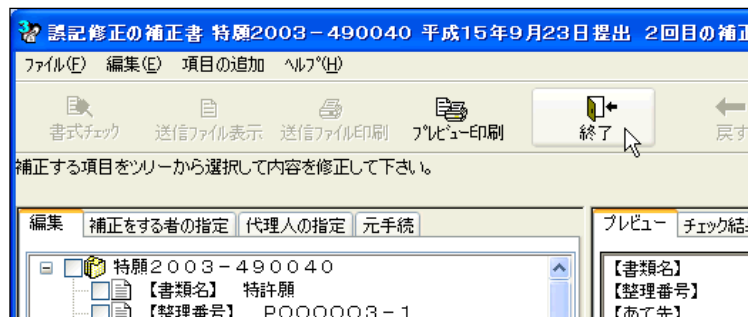 誤記修正の補正書 特願2003-490040 平成15年9月23日提出 2回目の補正
ファイル(F) 編集(E) 項目の追加 ヘルプ(H)
書式チェック 送信ファイル表示 送信ファイル印刷 プレビュー印刷 終了 戻す
補正する項目をツリーから選択して内容を修正して下さい。
編集 補正をする者の指定 代理人の指定 元手続 プレビュー チェック結
特願2003-490040 【書類名】
【書類名】 特許願 【整理番号】
【整理番号】 P000003-1 【あて先】